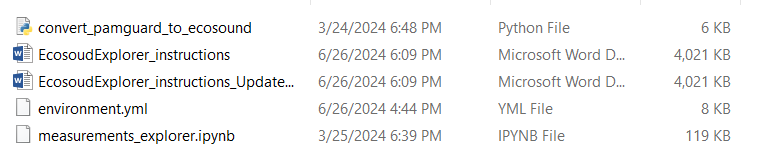 convert_pamguard_to_ecosound 3/24/2024 6:48 PM Python File 6 KB
EcosoudExplorer_instructions 6/26/2024 6:09 PM Microsoft Word D... 4,021 KB
EcosoudExplorer_instructions_Update... 6/26/2024 6:09 PM Microsoft Word D... 4,021 KB
environment.yml 6/26/2024 4:44 PM YML File 8 KB
measurements_explorer.ipynb 3/25/2024 6:39 PM IPYNB File 119 KB